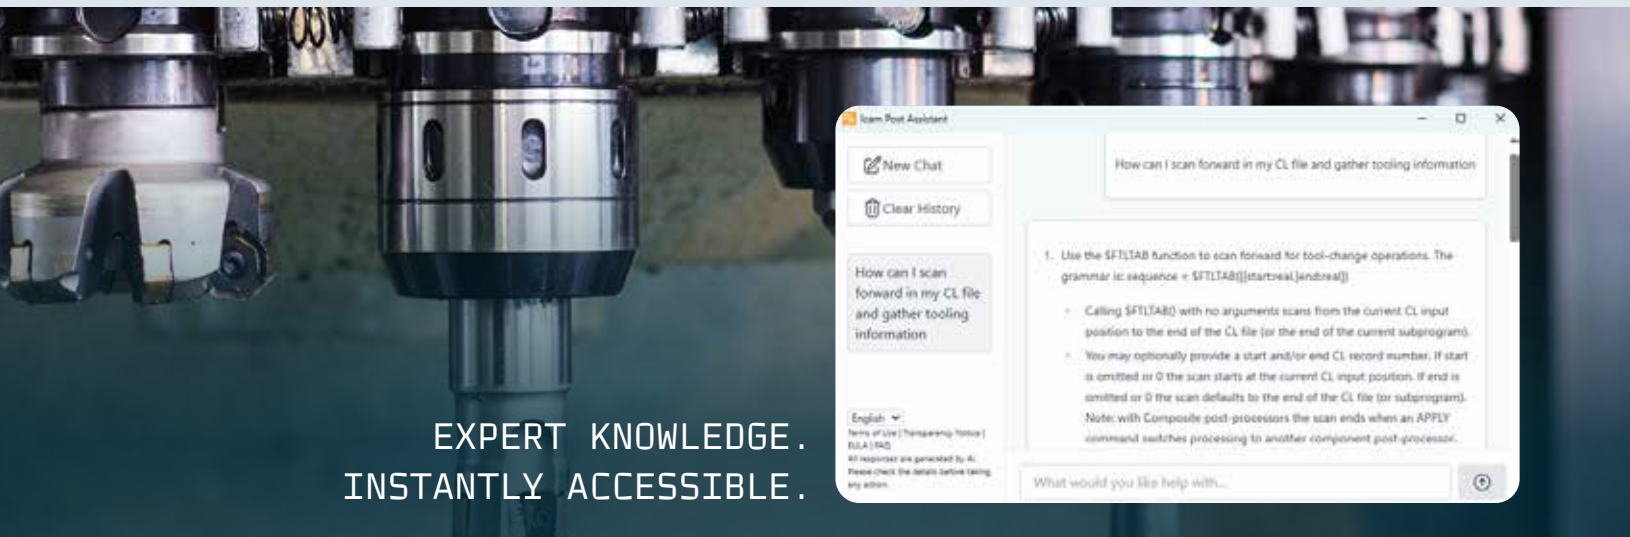 EXPERT KNOWLEDGE.
INSTANTLY ACCESSIBLE.
Icam Post Assistant
New Chat
Clear History
How can I scan
forward in my CL file
and gather tooling
information
English
Terms of Use | Transparency Notice |
EULA | FAQ
All responses are generated by AI.
Please check the details before taking
any action.
How can I scan forward in my CL file and gather tooling information
1. Use the $FTLTAB function to scan forward for tool-change operations. The
grammar is: sequence = $FTLTAB([[start:real,]end:real])
Calling $FTLTAB() with no arguments scans from the current CL input
position to the end of the CL file (or the end of the current subprogram).
You may optionally provide a start and/or end CL record number. If start
is omitted or 0 the scan starts at the current CL input position. If end is
omitted or 0 the scan defaults to the end of the CL file (or subprogram).
Note: with Composite post-processors the scan ends when an APPLY
command switches processing to another component post-processor.
What would you like help with...